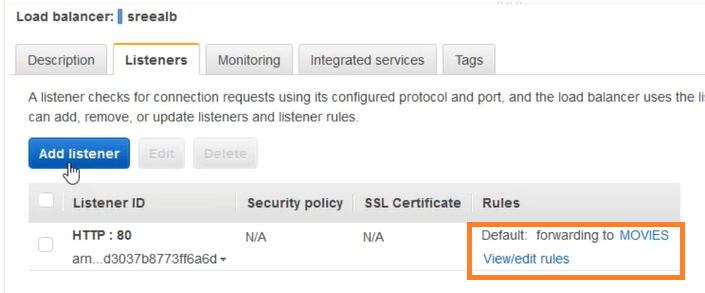 Load balancer: sreealb
Description Listeners Monitoring Integrated services Tags
A listener checks for connection requests using its configured protocol and port, and the load balancer uses the
can add, remove, or update listeners and listener rules.
Add listener Edit Delete
Listener ID Security policy SSL Certificate Rules
HTTP : 80 N/A N/A Default: forwarding to MOVIES
arn...d3037b8773ff6a6d View/edit rules